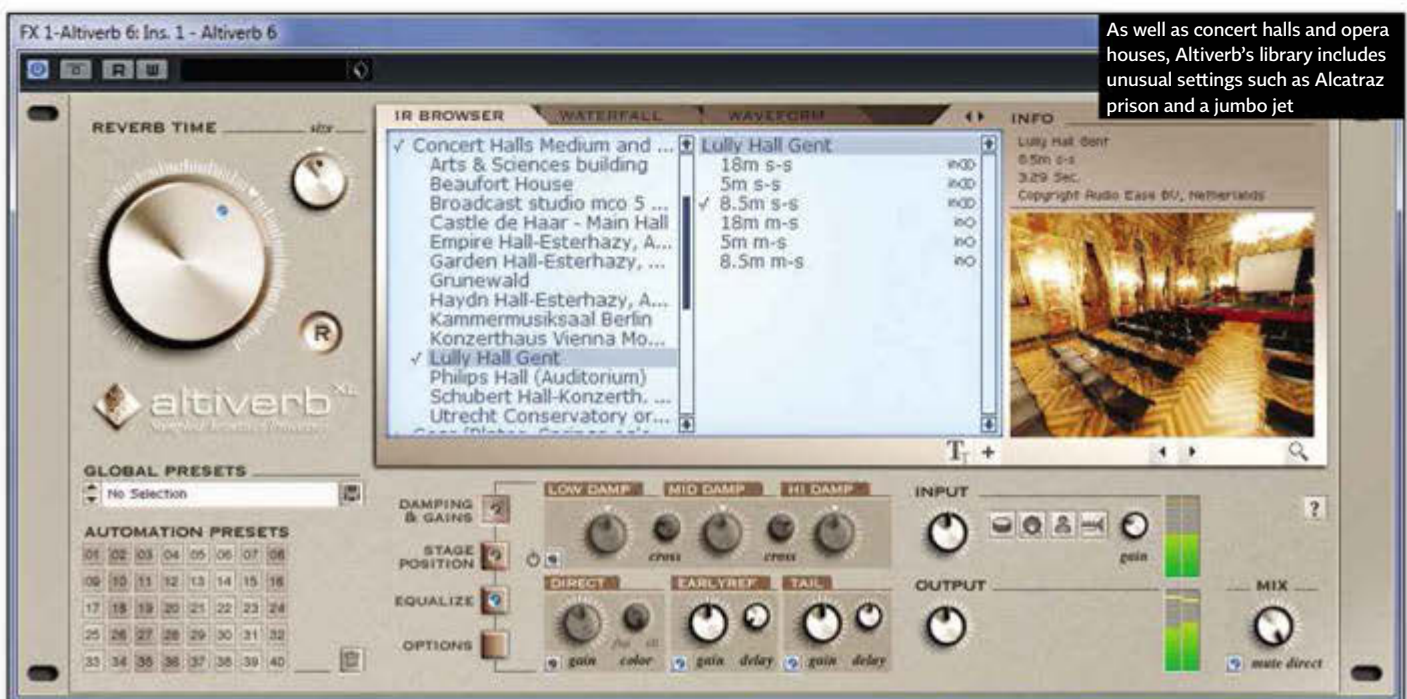 FX 1-Altiverb 6: Ins. 1 - Altiverb 6
As well as concert halls and opera
houses, Altiverb's library includes
unusual settings such as Alcatraz
prison and a jumbo jet
R W
REVERB TIME
size
R
altiverb XL
IR BROWSER WATERFALL WAVEFORM
Concert Halls Medium and ...
Arts & Sciences building
Beaufort House
Broadcast studio mco 5 ...
Castle de Haar - Main Hall
Empire Hall-Esterhazy, A...
Garden Hall-Esterhazy, ...
Grunewald
Haydn Hall-Esterhazy, A...
Kammermusiksaal Berlin
Konzerthaus Vienna Mo...
Lully Hall Gent
Philips Hall (Auditorium)
Schubert Hall-Konzerth. ...
Utrecht Conservatory or...
Lully Hall Gent
18m s-s
5m s-s
8.5m s-s
18m m-s
5m m-s
8.5m m-s
INFO
Lully Hall Gent
8.5m s-s
3.29 Sec.
Copyright Audio Ease BV, Netherlands
GLOBAL PRESETS
No Selection
AUTOMATION PRESETS
01 02 03 04 05 06 07 08
09 10 11 12 13 14 15 16
17 18 19 20 21 22 23 24
25 26 27 28 29 30 31 32
33 34 35 36 37 38 39 40
DAMPING
& GAINS
STAGE
POSITION
EQUALIZE
OPTIONS
LOW DAMP MID DAMP HI DAMP
cross cross
DIRECT EARLYREF TAIL
gain color gain delay gain delay
INPUT
gain
OUTPUT
?
MIX
mute direct